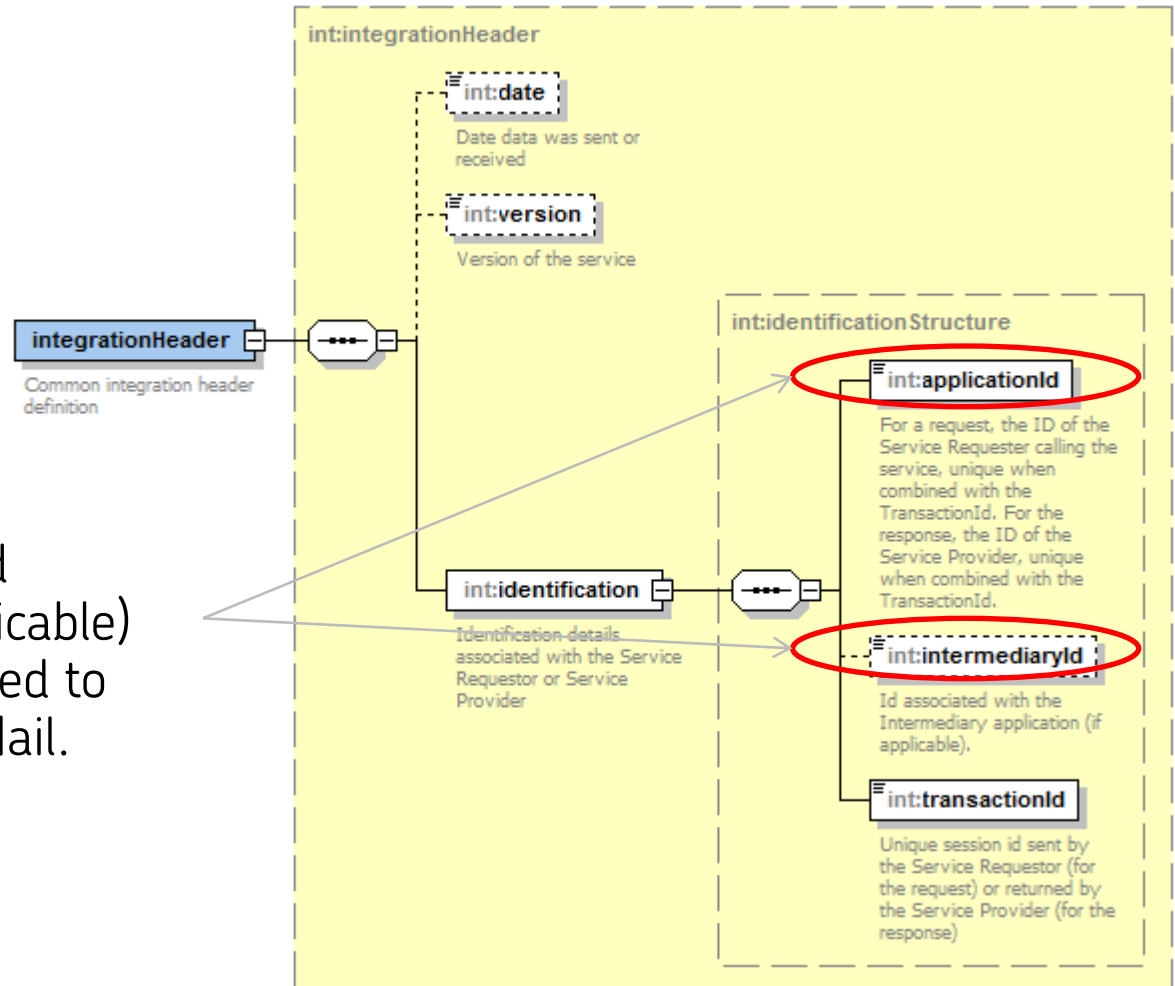 int:integrationHeader
int:date
Date data was sent or
received
int:version
Version of the service
integrationHeader
Common integration header
definition
int:identification
Identification details
associated with the Service
Requestor or Service
Provider
int:identificationStructure
int:applicationId
For a request, the ID of the
Service Requester calling the
service, unique when
combined with the
TransactionId. For the
response, the ID of the
Service Provider, unique
when combined with the
TransactionId.
int:intermediaryId
Id associated with the
Intermediary application (if
applicable).
int:transactionId
Unique session id sent by
the Service Requestor (for
the request) or returned by
the Service Provider (for the
response)
to